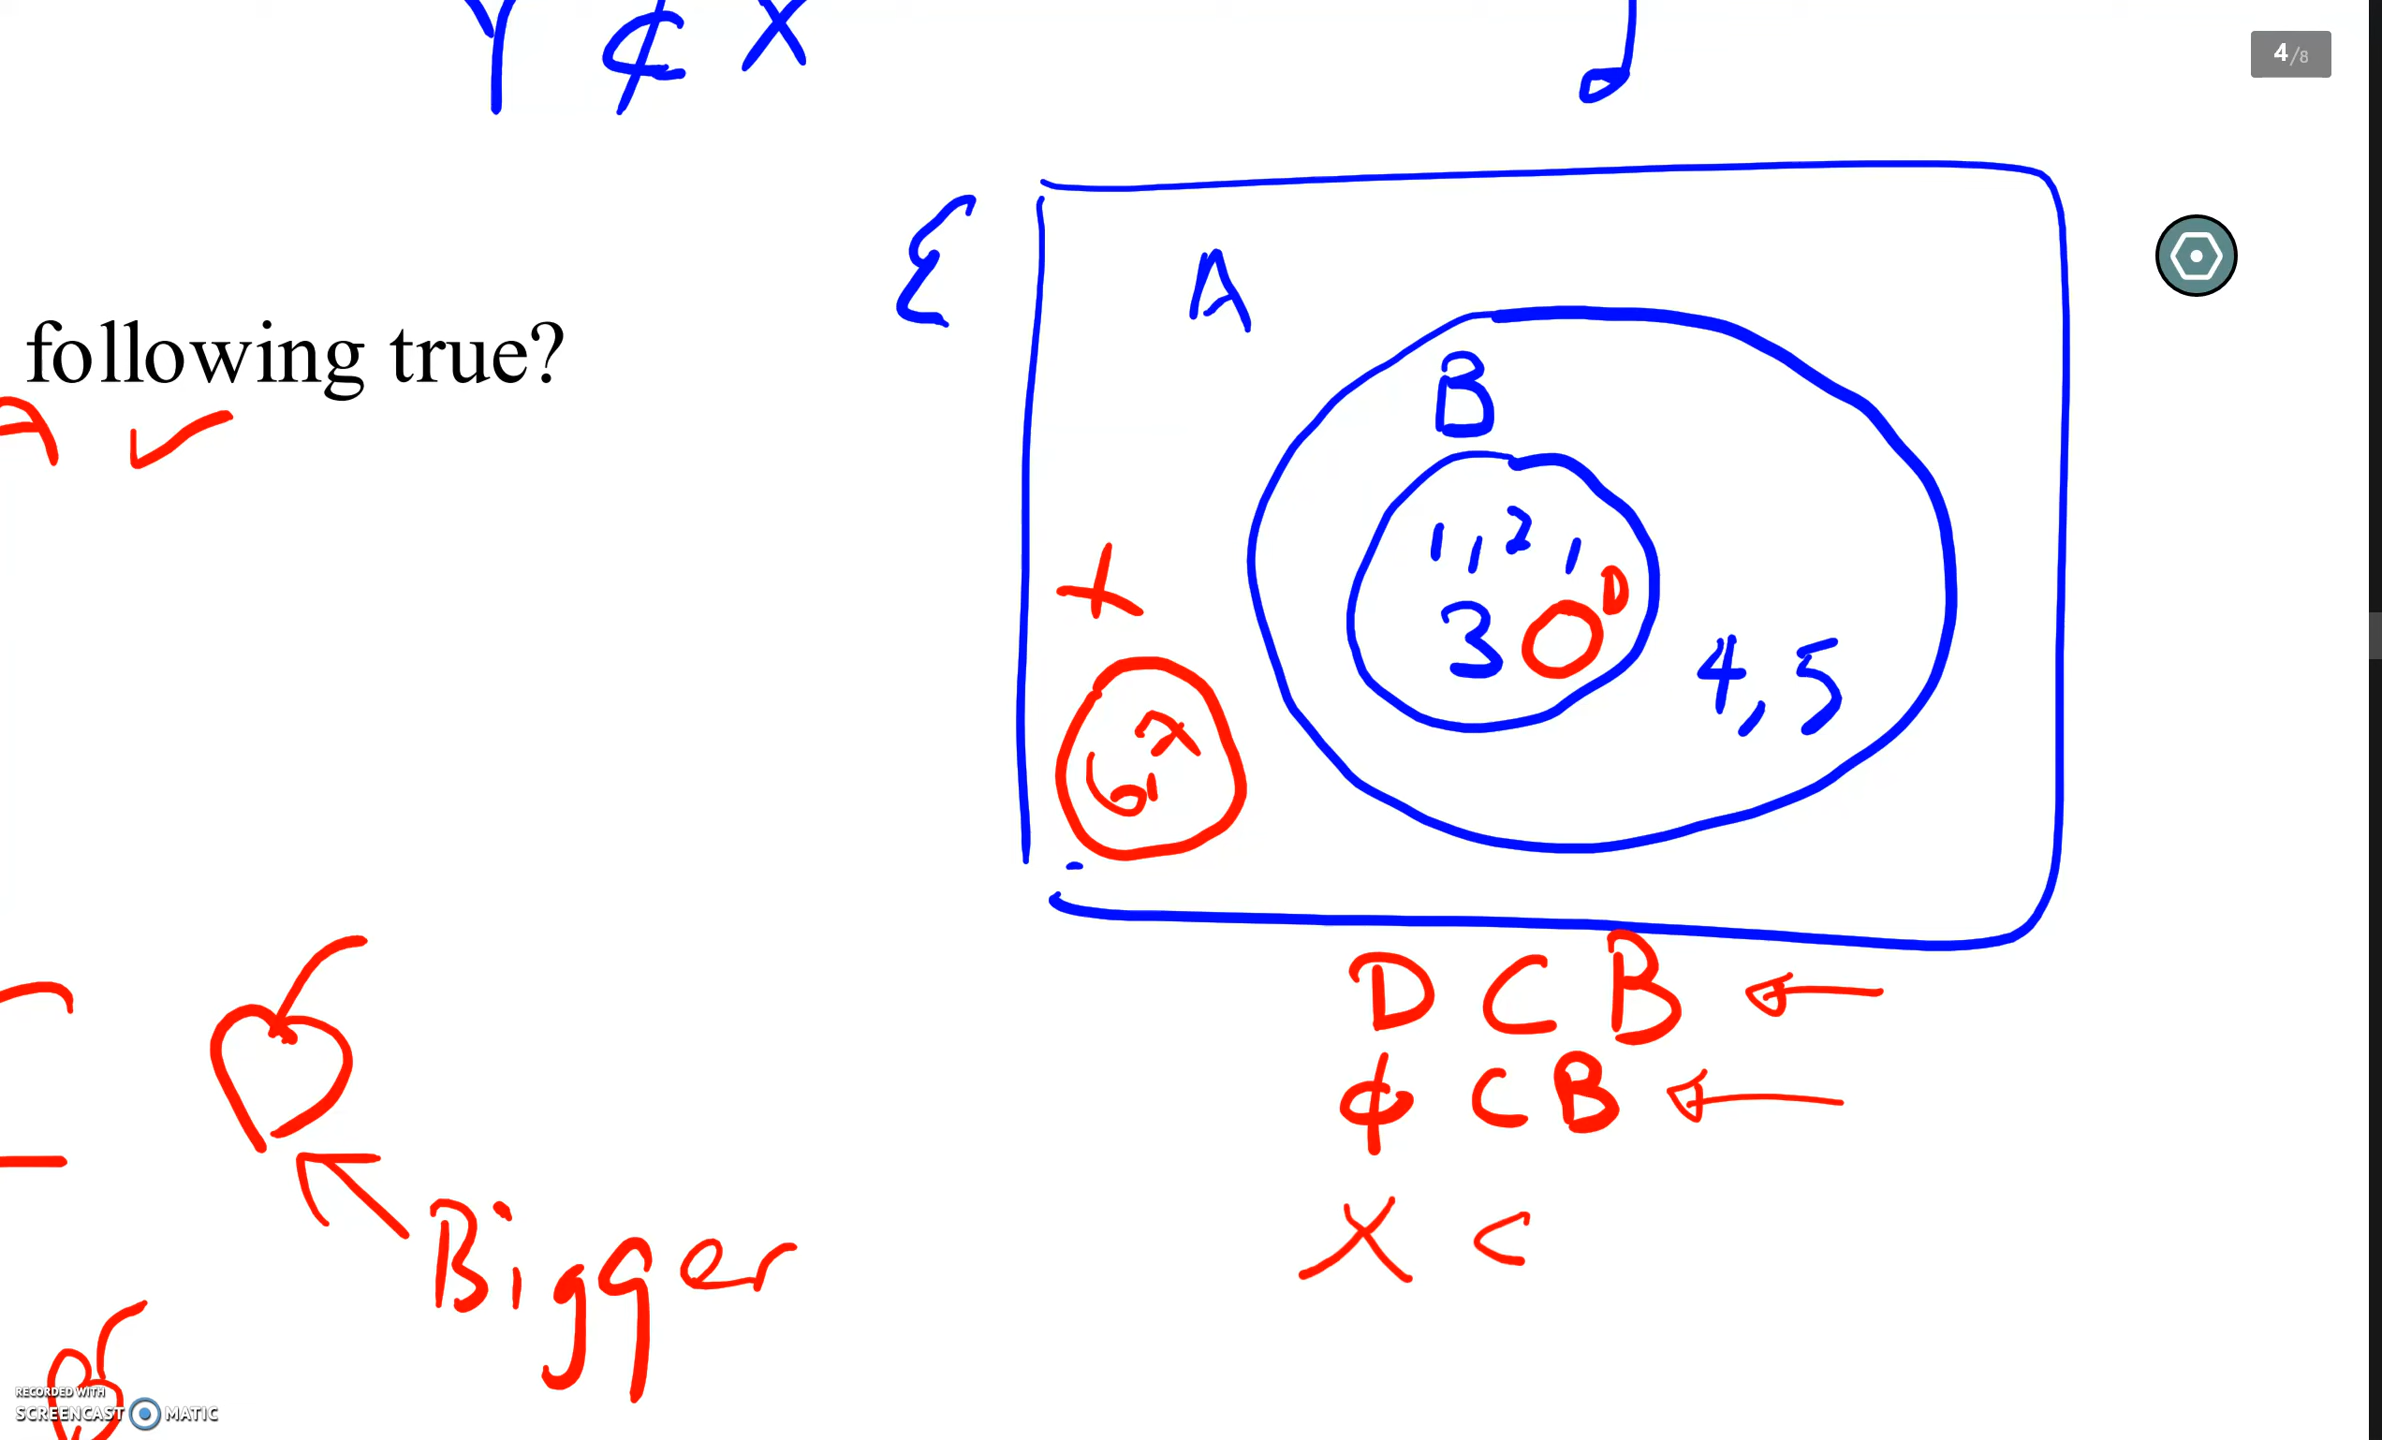 Y ⊄ X
4/8
ξ
A
following true?
A ✓
B
1, 2,
3 D
X
4, 5
6, 7
D ⊂ B ←
ϕ ⊂ B ←
Bigger
X ⊂
RECORDED WITH
SCREENCAST MATIC